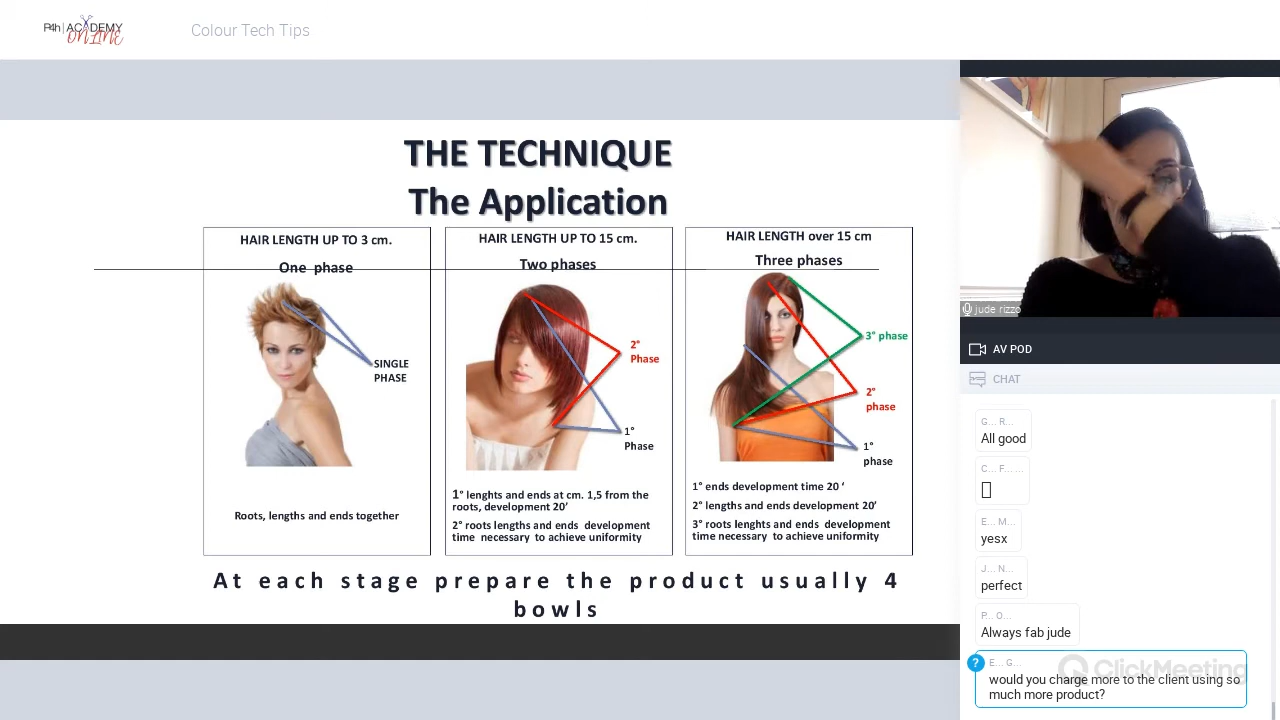 P4h | ACADEMY
ONLINE
Colour Tech Tips
THE TECHNIQUE
The Application
HAIR LENGTH UP TO 3 cm.
One phase
SINGLE
PHASE
Roots, lengths and ends together
HAIR LENGTH UP TO 15 cm.
Two phases
2°
Phase
1°
Phase
1° lenghts and ends at cm. 1,5 from the
roots, development 20’
2° roots lengths and ends development
time necessary to achieve uniformity
HAIR LENGTH over 15 cm
Three phases
3° phase
2°
phase
1°
phase
1° ends development time 20 ‘
2° lengths and ends development 20’
3° roots lenghts and ends development
time necessary to achieve uniformity
At each stage prepare the product usually 4
bowls
jude rizzo
AV POD
CHAT
G... R...
All good
C... F... ...
E... M...
yesx
J... N...
perfect
P... O...
Always fab jude
? E... G...
would you charge more to the client using so
much more product?
ClickMeeting